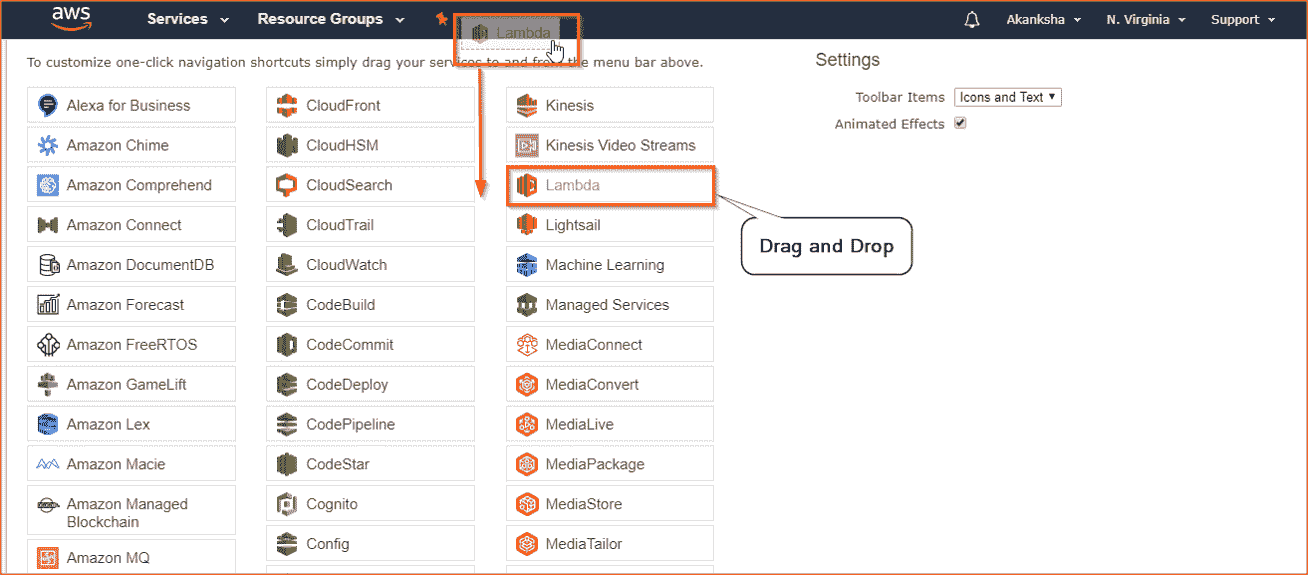 aws
Services
Resource Groups
Lambda
Akanksha
N. Virginia
Support
To customize one-click navigation shortcuts simply drag your services to and from the menu bar above.
Alexa for Business
Amazon Chime
Amazon Comprehend
Amazon Connect
Amazon DocumentDB
Amazon Forecast
Amazon FreeRTOS
Amazon GameLift
Amazon Lex
Amazon Macie
Amazon Managed
Blockchain
Amazon MQ
CloudFront
CloudHSM
CloudSearch
CloudTrail
CloudWatch
CodeBuild
CodeCommit
CodeDeploy
CodePipeline
CodeStar
Cognito
Config
Kinesis
Kinesis Video Streams
Lambda
Lightsail
Machine Learning
Managed Services
MediaConnect
MediaConvert
MediaLive
MediaPackage
MediaStore
MediaTailor
Settings
Toolbar Items Icons and Text
Animated Effects
Drag and Drop